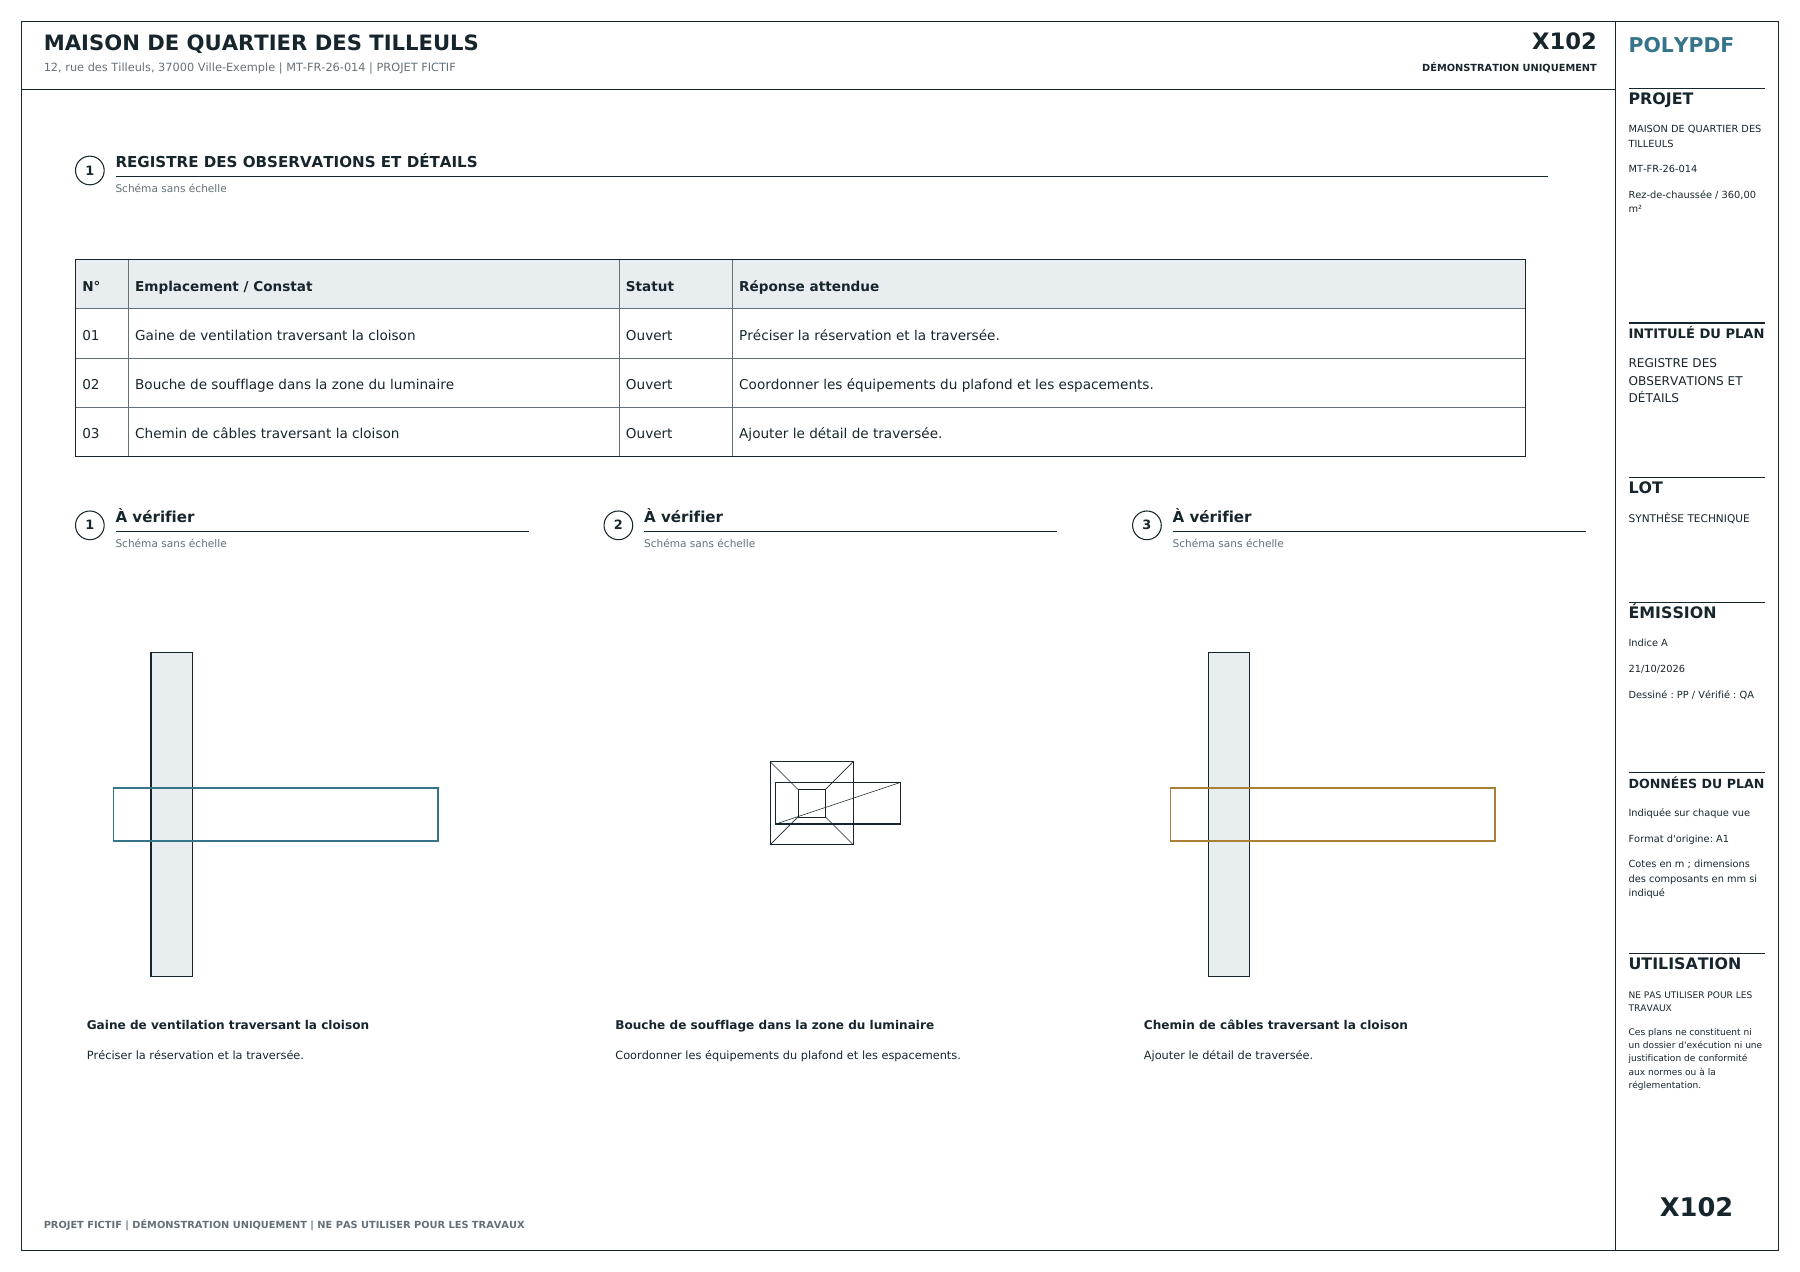 MAISON DE QUARTIER DES TILLEULS
12, rue des Tilleuls, 37000 Ville-Exemple | MT-FR-26-014 | PROJET FICTIF
X102
DÉMONSTRATION UNIQUEMENT
1
REGISTRE DES OBSERVATIONS ET DÉTAILS
Schéma sans échelle
N° Emplacement / Constat Statut Réponse attendue
01 Gaine de ventilation traversant la cloison Ouvert Préciser la réservation et la traversée.
02 Bouche de soufflage dans la zone du luminaire Ouvert Coordonner les équipements du plafond et les espacements.
03 Chemin de câbles traversant la cloison Ouvert Ajouter le détail de traversée.
1
À vérifier
Schéma sans échelle
Gaine de ventilation traversant la cloison
Préciser la réservation et la traversée.
2
À vérifier
Schéma sans échelle
Bouche de soufflage dans la zone du luminaire
Coordonner les équipements du plafond et les espacements.
3
À vérifier
Schéma sans échelle
Chemin de câbles traversant la cloison
Ajouter le détail de traversée.
PROJET FICTIF | DÉMONSTRATION UNIQUEMENT | NE PAS UTILISER POUR LES TRAVAUX
POLYPDF
PROJET
MAISON DE QUARTIER DES
TILLEULS
MT-FR-26-014
Rez-de-chaussée / 360,00
m²
INTITULÉ DU PLAN
REGISTRE DES
OBSERVATIONS ET
DÉTAILS
LOT
SYNTHÈSE TECHNIQUE
ÉMISSION
Indice A
21/10/2026
Dessiné : PP / Vérifié : QA
DONNÉES DU PLAN
Indiquée sur chaque vue
Format d'origine: A1
Cotes en m ; dimensions
des composants en mm si
indiqué
UTILISATION
NE PAS UTILISER POUR LES
TRAVAUX
Ces plans ne constituent ni
un dossier d'exécution ni une
justification de conformité
aux normes ou à la
réglementation.
X102